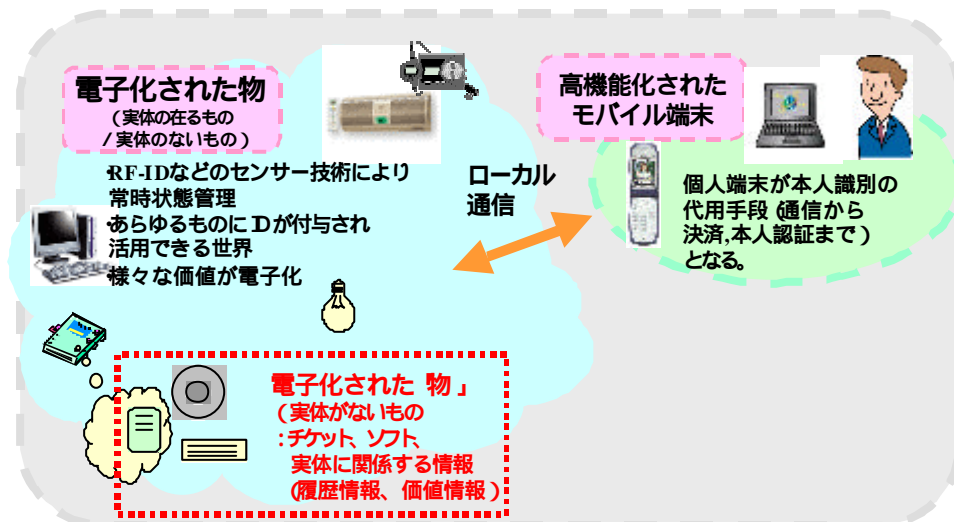 電子化された物
（実体の在るもの
/ 実体のないもの）
・RF-IDなどのセンサー技術により
常時状態管理
・あらゆるものにIDが付与され
活用できる世界
・様々な価値が電子化
ローカル
通信
高機能化された
モバイル端末
個人端末が本人識別の
代用手段（通信から
決済,本人認証まで）
となる。
電子化された「物」
（実体がないもの
：チケット、ソフト、
実体に関係する情報
（履歴情報、価値情報）